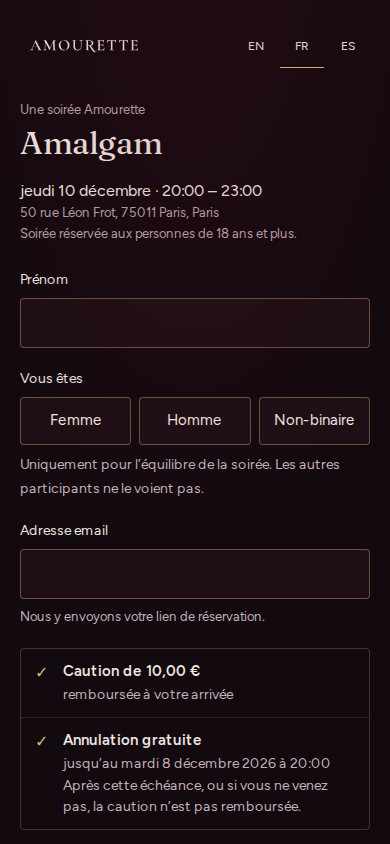 AMOURETTE
EN FR ES
Une soirée Amourette
Amalgam
jeudi 10 décembre · 20:00 – 23:00
50 rue Léon Frot, 75011 Paris, Paris
Soirée réservée aux personnes de 18 ans et plus.
Prénom
Vous êtes
Femme Homme Non-binaire
Uniquement pour l’équilibre de la soirée. Les autres
participants ne le voient pas.
Adresse email
Nous y envoyons votre lien de réservation.
✓ Caution de 10,00 €
remboursée à votre arrivée
✓ Annulation gratuite
jusqu’au mardi 8 décembre 2026 à 20:00
Après cette échéance, ou si vous ne venez
pas, la caution n’est pas remboursée.